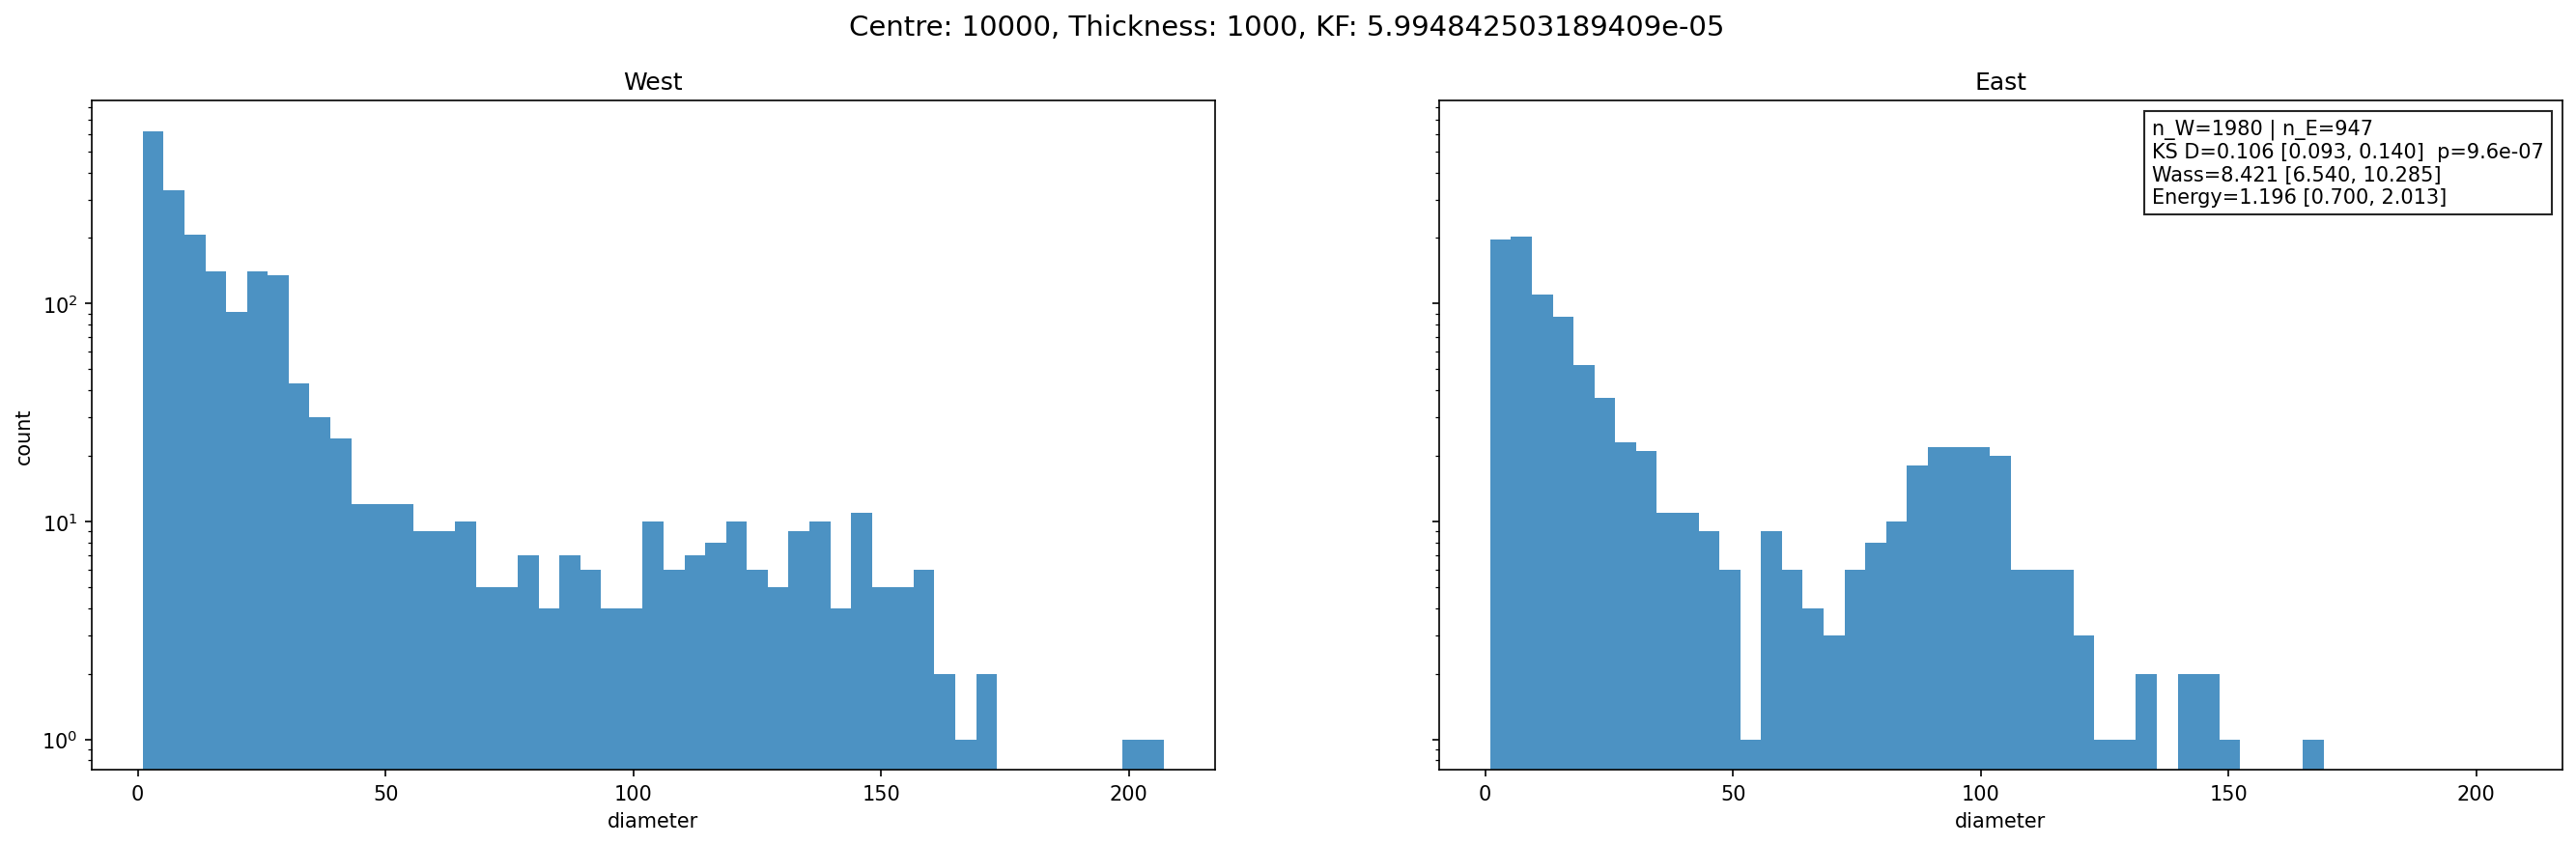 Centre: 10000, Thickness: 1000, KF: 5.994842503189409e-05
West
count
10²
10¹
10⁰
0 50 100 150 200
diameter
East
n_W=1980 | n_E=947
KS D=0.106 [0.093, 0.140]  p=9.6e-07
Wass=8.421 [6.540, 10.285]
Energy=1.196 [0.700, 2.013]
0 50 100 150 200
diameter